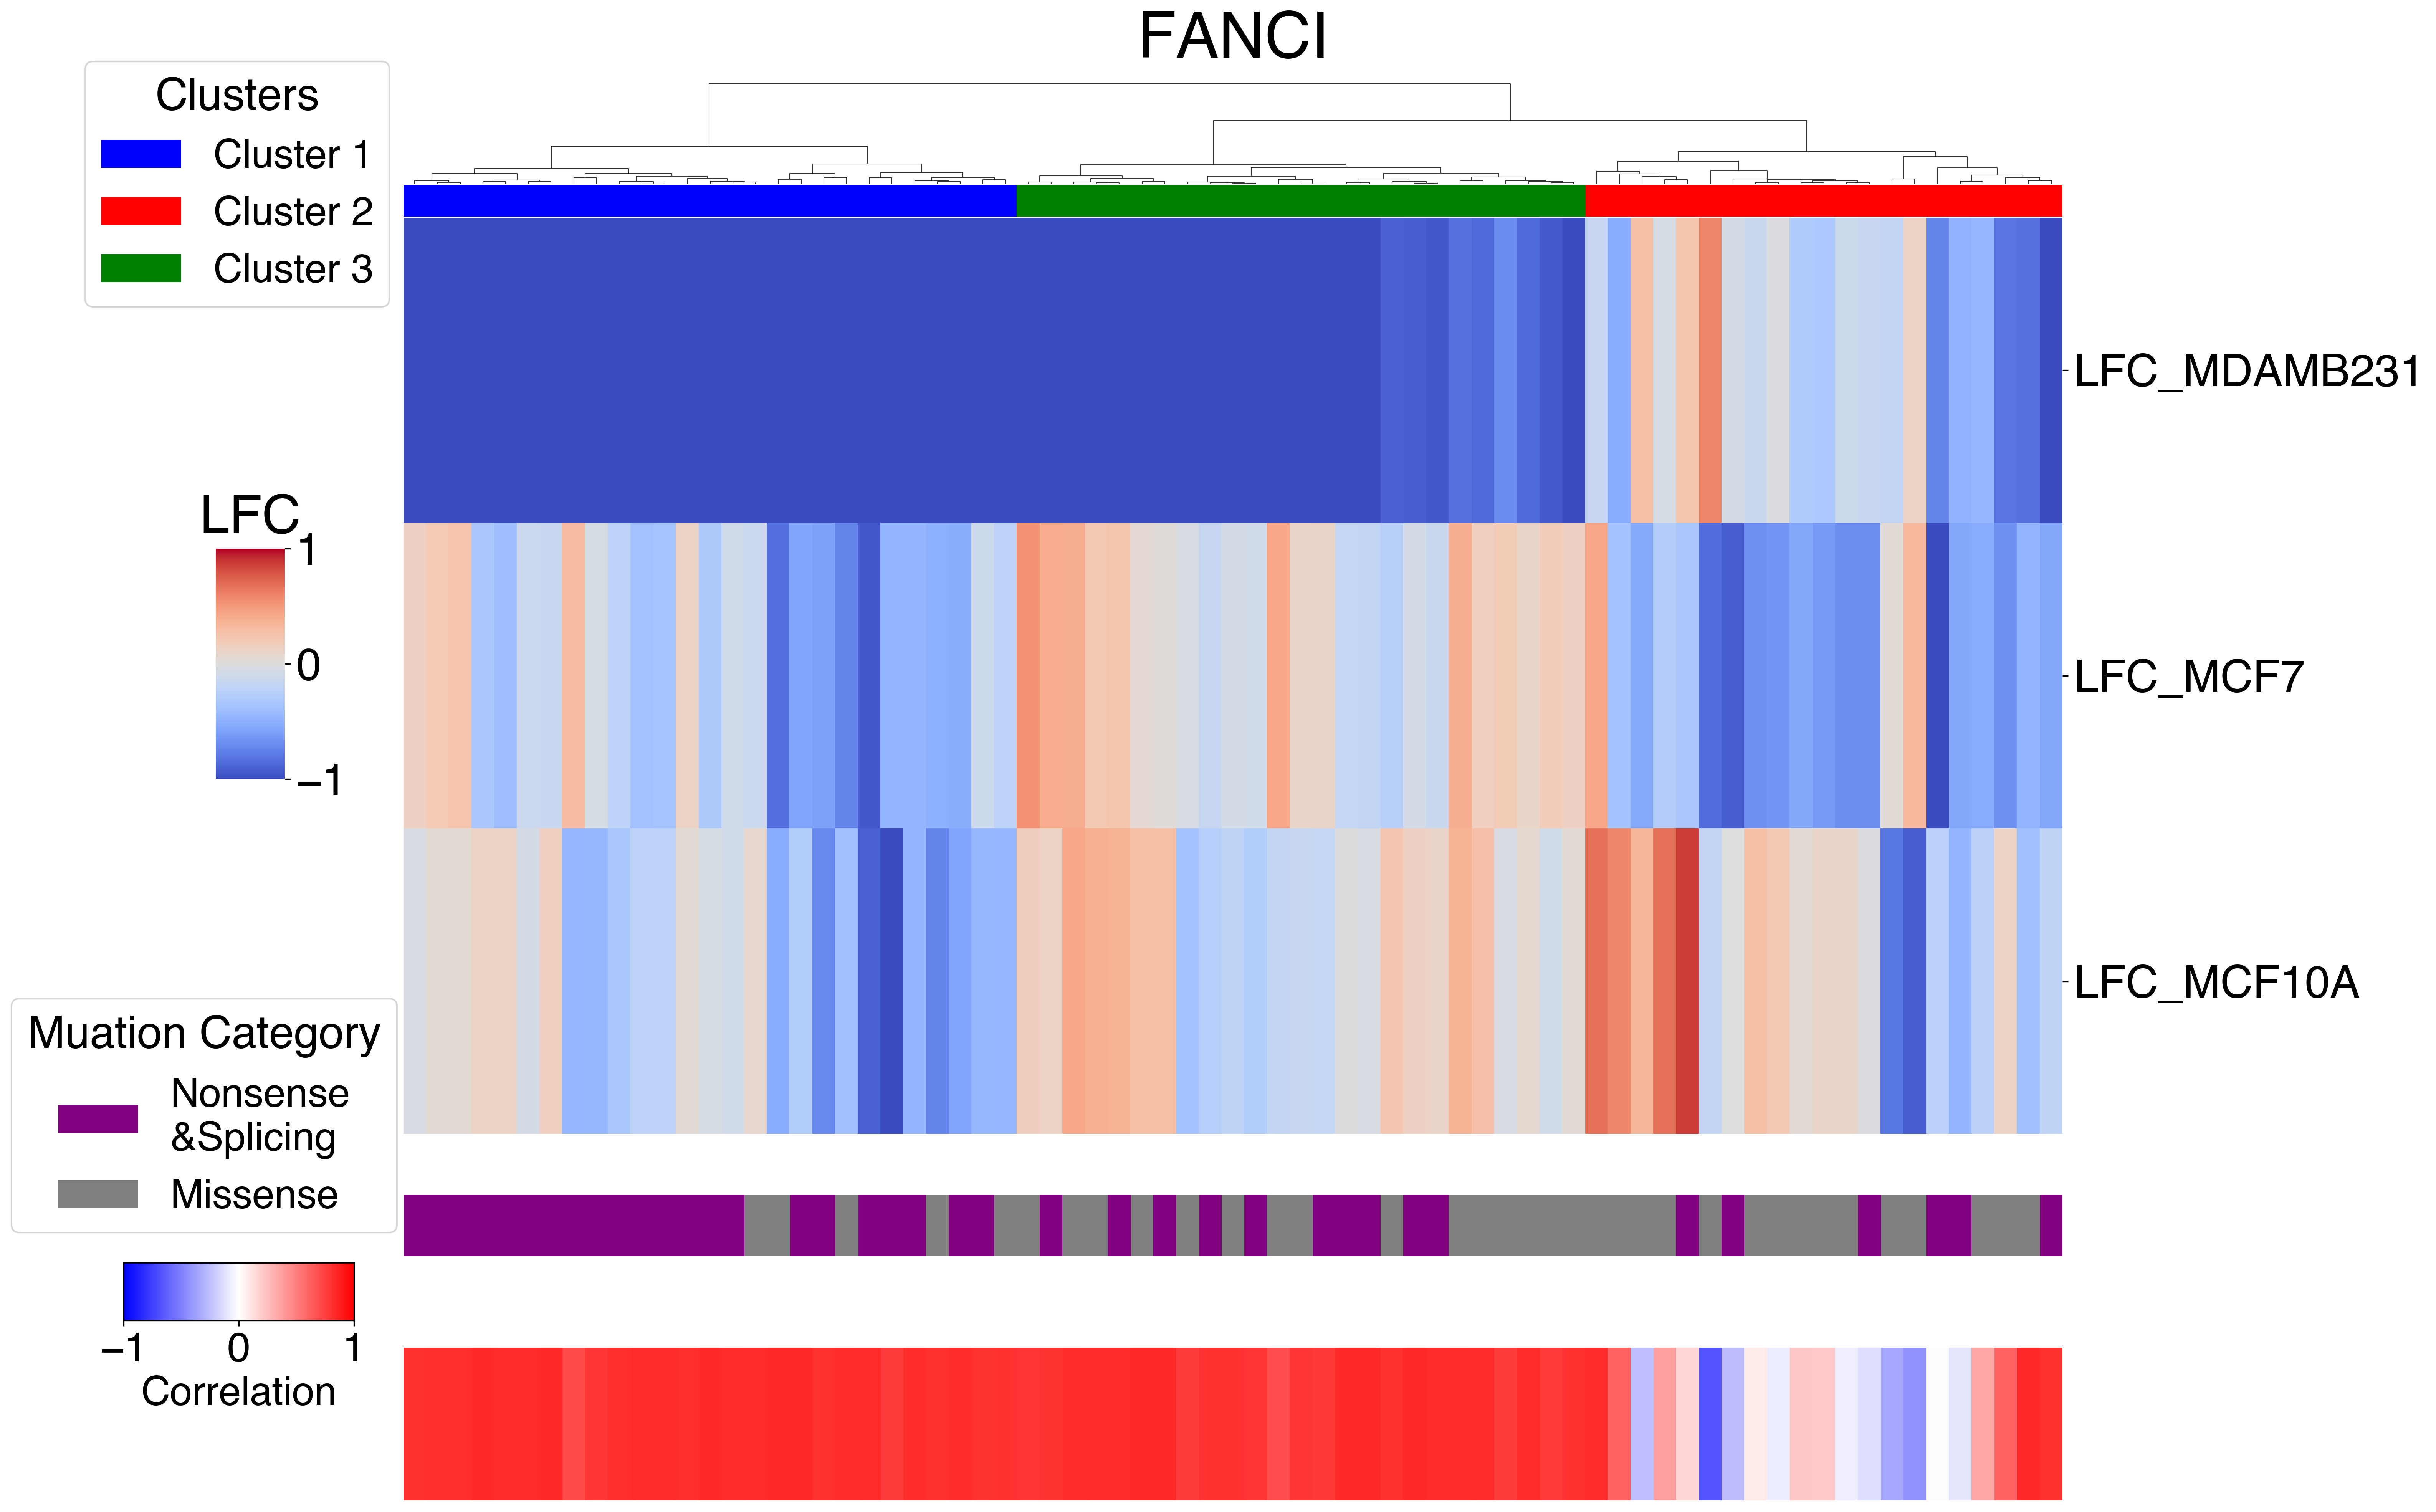 FANCI
Clusters
Cluster 1
Cluster 2
Cluster 3
LFC
1
0
−1
LFC_MDAMB231
LFC_MCF7
LFC_MCF10A
Muation Category
Nonsense
&Splicing
Missense
−1 0 1
Correlation